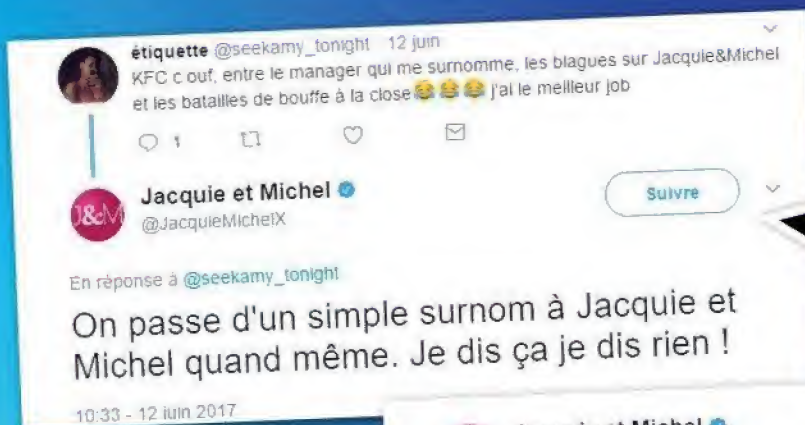 étiquette @seekamy_tonight 12 juin
KFC c ouf, entre le manager qui me surnomme, les blagues sur Jacquie&Michel
et les batailles de bouffe à la close😂😂😂 j'ai le meilleur job
1
J&M
Jacquie et Michel
@JacquieMichelX
Suivre
En réponse à @seekamy_tonight
On passe d'un simple surnom à Jacquie et
Michel quand même. Je dis ça je dis rien !
10:33 - 12 juin 2017
Michel